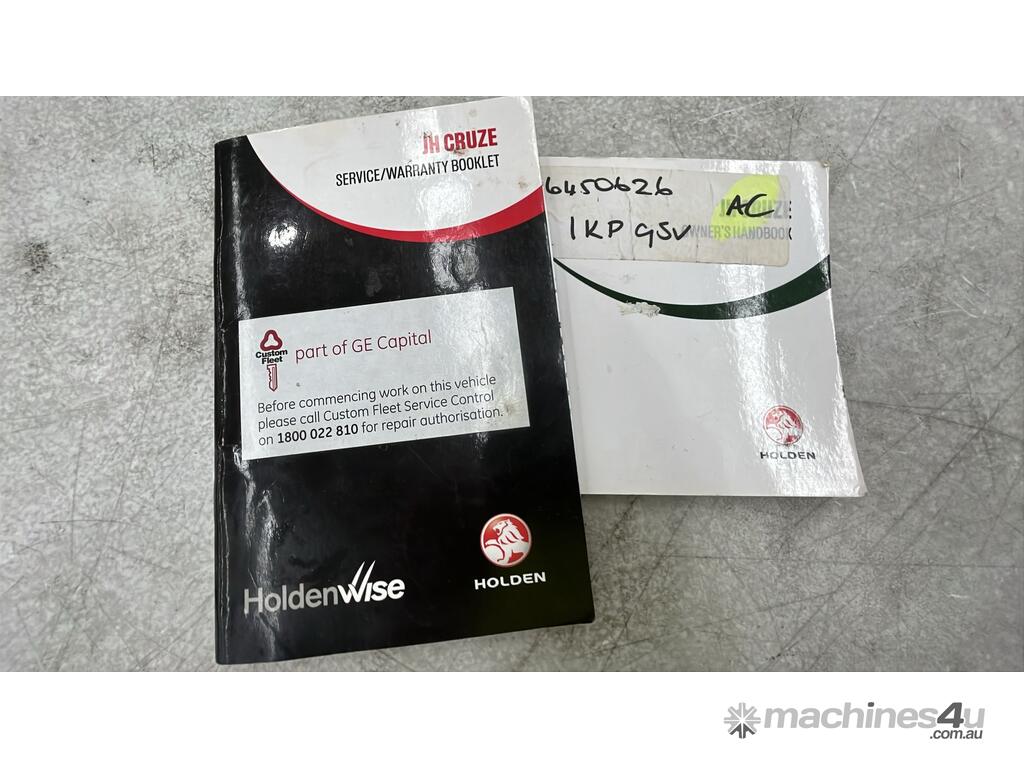 JH CRUZE
SERVICE/WARRANTY BOOKLET
Custom
Fleet
part of GE Capital
Before commencing work on this vehicle
please call Custom Fleet Service Control
on 1800 022 810 for repair authorisation.
HoldenWise
HOLDEN
6450626
1KP 9SV
AC
OWNER'S HANDBOOK
HOLDEN
machines4u
.com.au